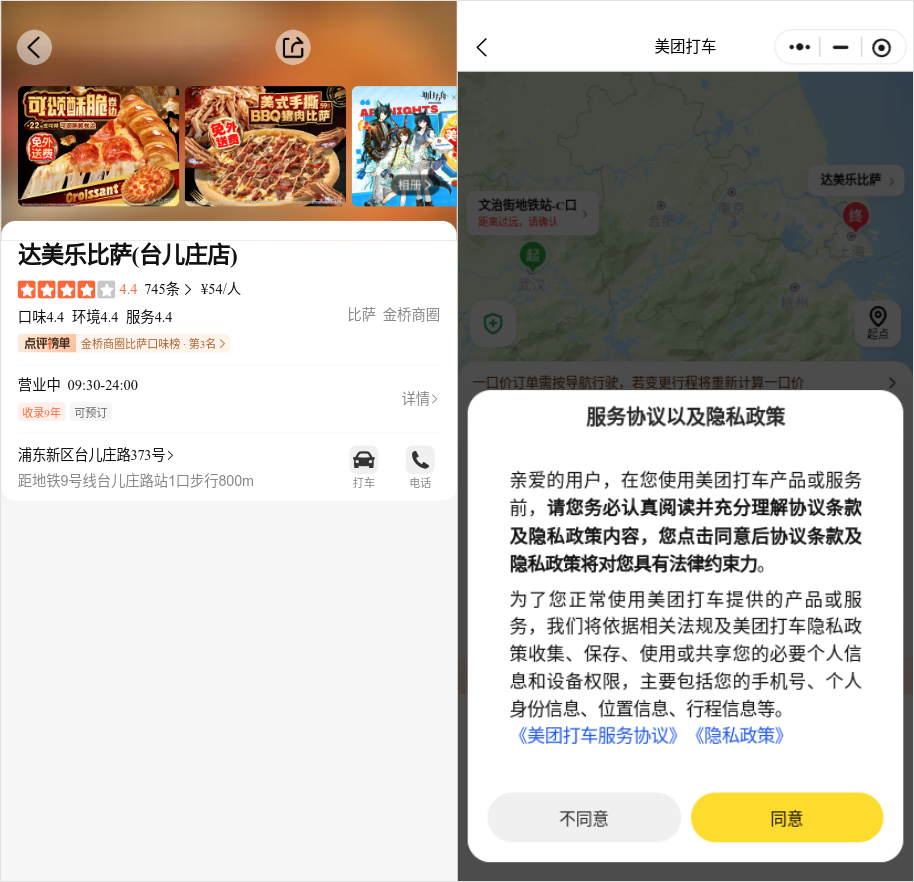 可颂酥脆卷边
免外送费
Croissant
美式手撕
BBQ猪肉比萨
免外送费
相册
达美乐比萨(台儿庄店)
4.4 745条 ¥54/人
口味4.4 环境4.4 服务4.4
比萨 金桥商圈
点评榜单 金桥商圈比萨口味榜 · 第3名
营业中 09:30-24:00
详情
收录9年 可预订
浦东新区台儿庄路373号
距地铁9号线台儿庄路站1口步行800m
打车
电话
美团打车
达美乐比萨
文治街地铁站-C口
距离过远，请确认
合肥
南京
终
上海
起
武汉
杭州
起点
一口价订单需按导航行驶，若变更行程将重新计算一口价
服务协议以及隐私政策
亲爱的用户，在您使用美团打车产品或服务
前，请您务必认真阅读并充分理解协议条款
及隐私政策内容，您点击同意后协议条款及
隐私政策将对您具有法律约束力。
为了您正常使用美团打车提供的产品或服
务，我们将依据相关法规及美团打车隐私政
策收集、保存、使用或共享您的必要个人信
息和设备权限，主要包括您的手机号、个人
身份信息、位置信息、行程信息等。
《美团打车服务协议》《隐私政策》
不同意
同意